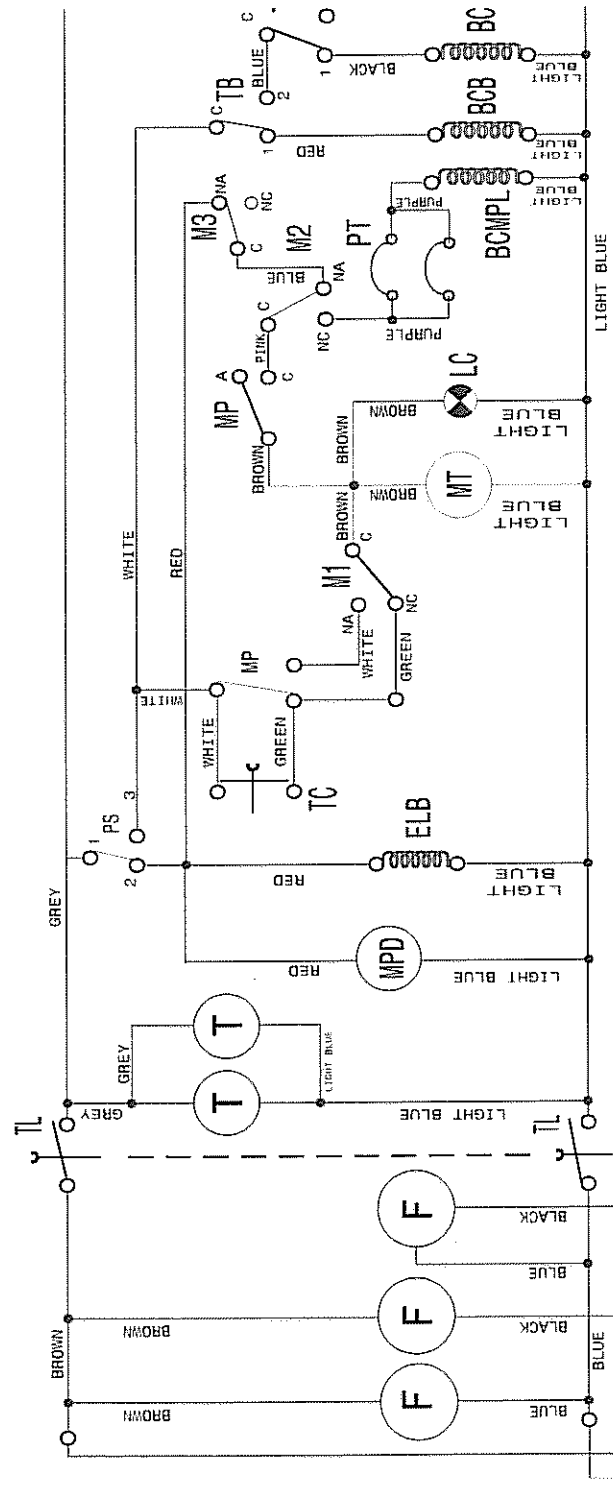 C
BLUE
2
1
BLACK
BC
LIGHT
BLUE
TB
C
1
RED
BCB
LIGHT
BLUE
WHITE
M3
NA
NC
C
BLUE
M2
NA
C
NC
PINK
PT
PURPLE
PURPLE
BCMPL
LIGHT
BLUE
LIGHT BLUE
MP
A
C
BROWN
BROWN
BROWN
LC
LIGHT
BLUE
BROWN
MT
LIGHT
BLUE
BROWN
C
M1
NC
NA
WHITE
GREEN
MP
WHITE
RED
WHITE
GREEN
TC
PS
1
3
2
RED
ELB
LIGHT
BLUE
GREY
RED
MPD
LIGHT BLUE
GREY
T
LIGHT BLUE
GREY
T
LIGHT BLUE
TL
TL
F
BLACK
BLUE
BROWN
F
BLACK
BROWN
BROWN
F
BLUE
BLUE